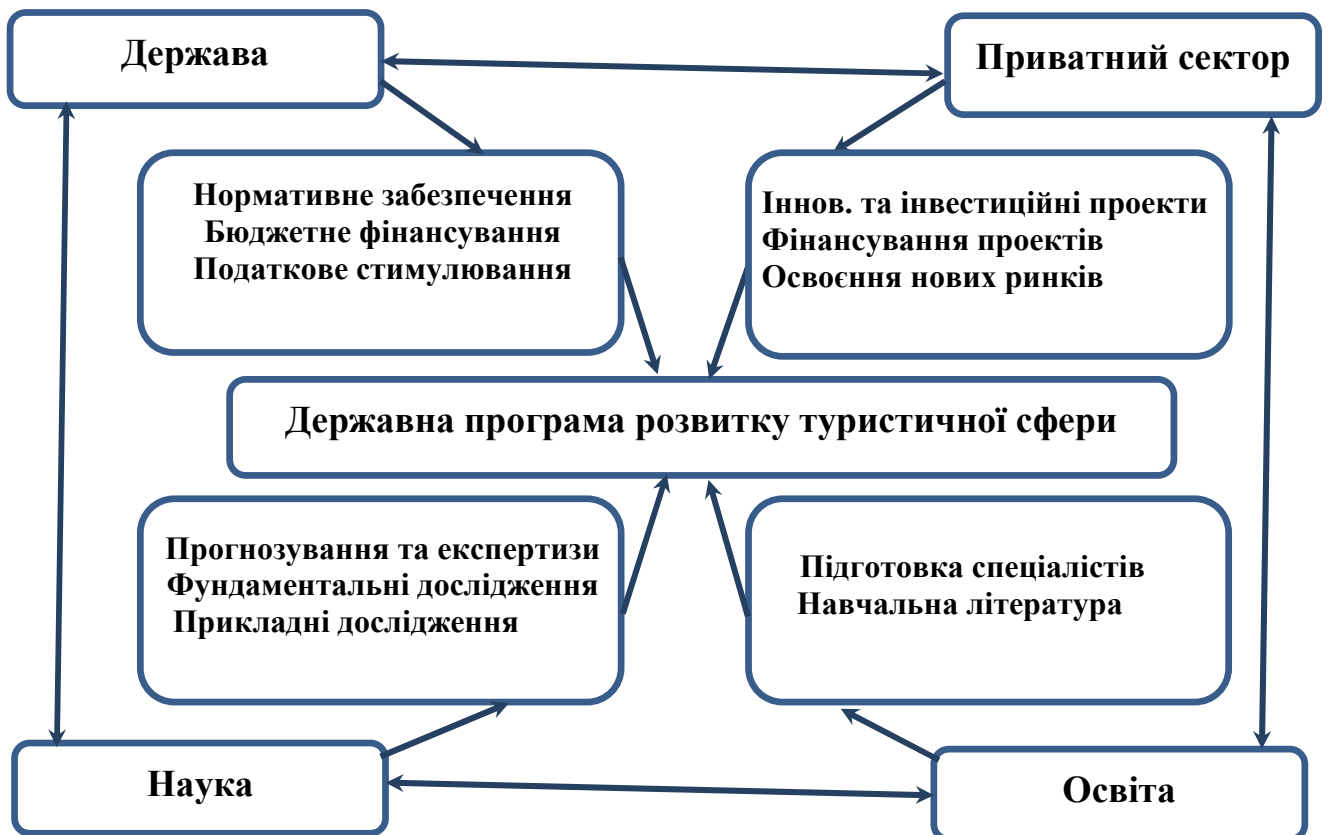 Держава
Приватний сектор
Нормативне забезпечення
Бюджетне фінансування
Податкове стимулювання
Іннов. та інвестиційні проекти
Фінансування проектів
Освоєння нових ринків
Державна програма розвитку туристичної сфери
Прогнозування та експертизи
Фундаментальні дослідження
Прикладні дослідження
Підготовка спеціалістів
Навчальна література
Наука
Освіта